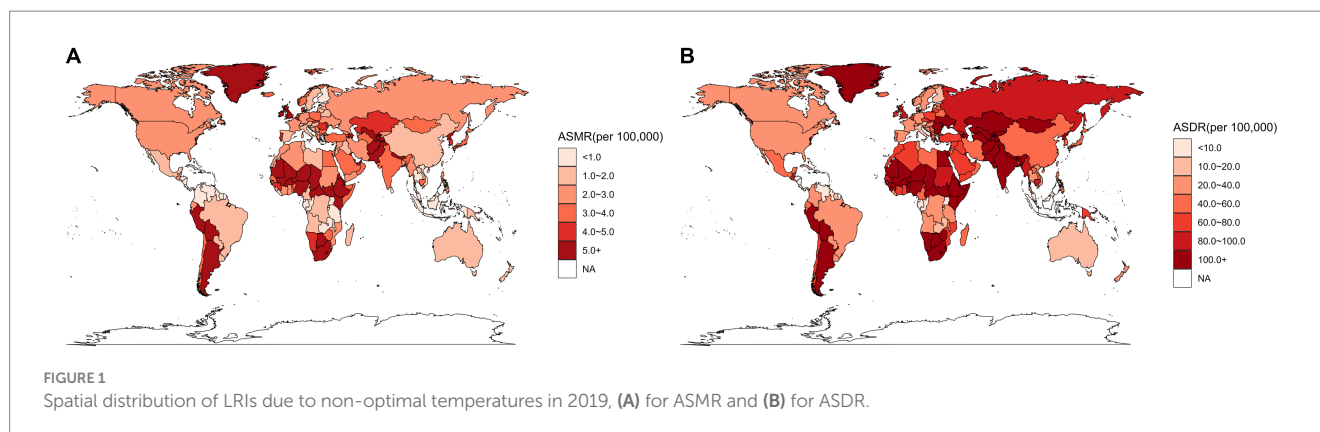 A
ASMR(per 100,000)
<1.0
1.0~2.0
2.0~3.0
3.0~4.0
4.0~5.0
5.0+
NA
B
ASDR(per 100,000)
<10.0
10.0~20.0
20.0~40.0
40.0~60.0
60.0~80.0
80.0~100.0
100.0+
NA
FIGURE 1
Spatial distribution of LRIs due to non-optimal temperatures in 2019, (A) for ASMR and (B) for ASDR.